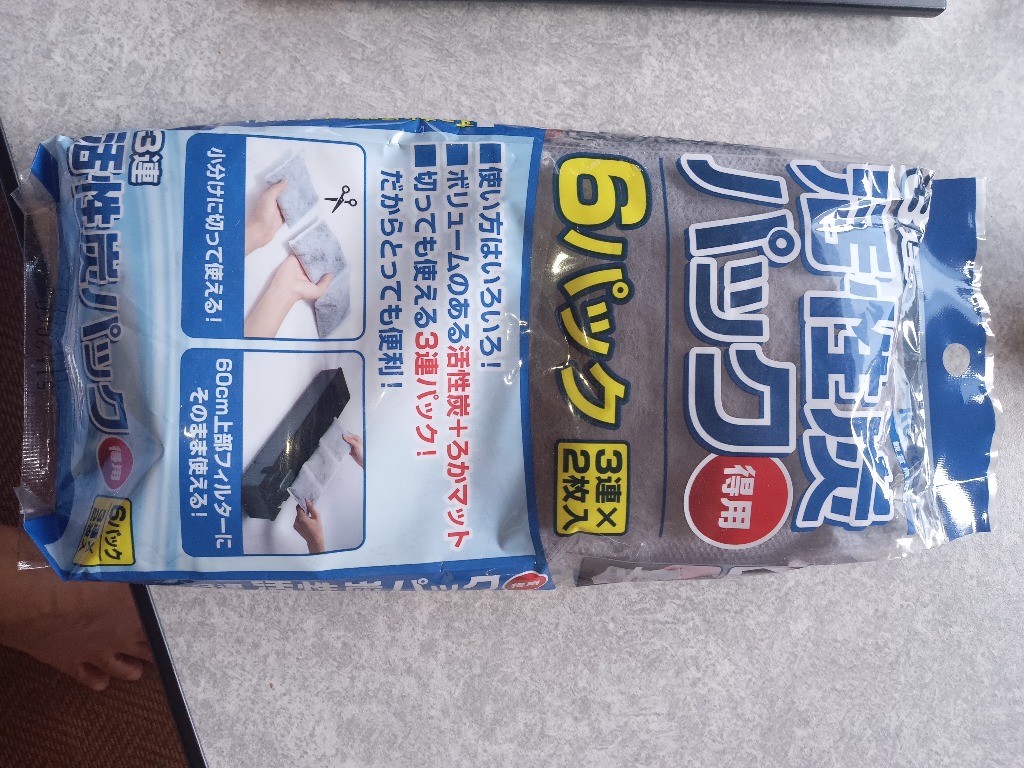 3連
活性炭
パック
得用
6パック
3連×
2枚入
■使い方はいろいろ！
■ボリュームのある活性炭＋ろかマット
■切っても使える3連パック！
だからとっても便利！
小分けに切って使える！
60cm上部フィルターに
そのまま使える！
3連
活性炭パック
得用
6パック